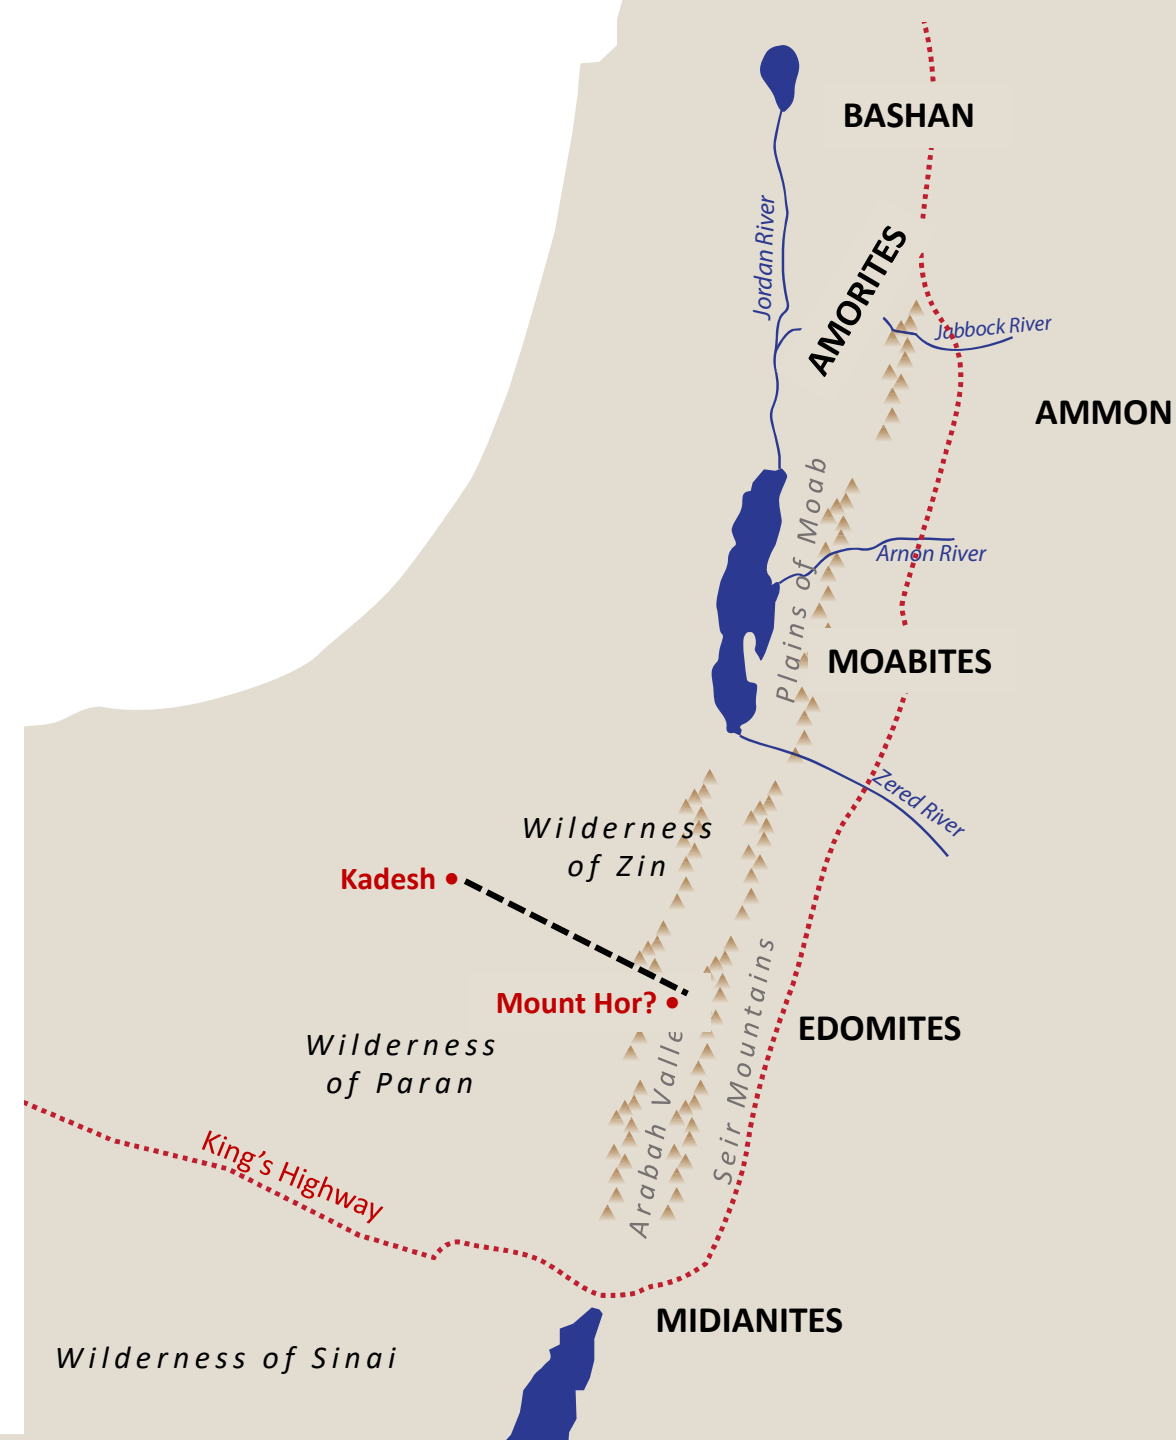 BASHAN
Jordan River
AMORITES
Jabbock River
AMMON
Plains of Moab
Arnon River
MOABITES
Zered River
Wilderness
of Zin
Kadesh
Mount Hor?
Seir Mountains
EDOMITES
Wilderness
of Paran
Arabah Valle
King’s Highway
MIDIANITES
Wilderness of Sinai